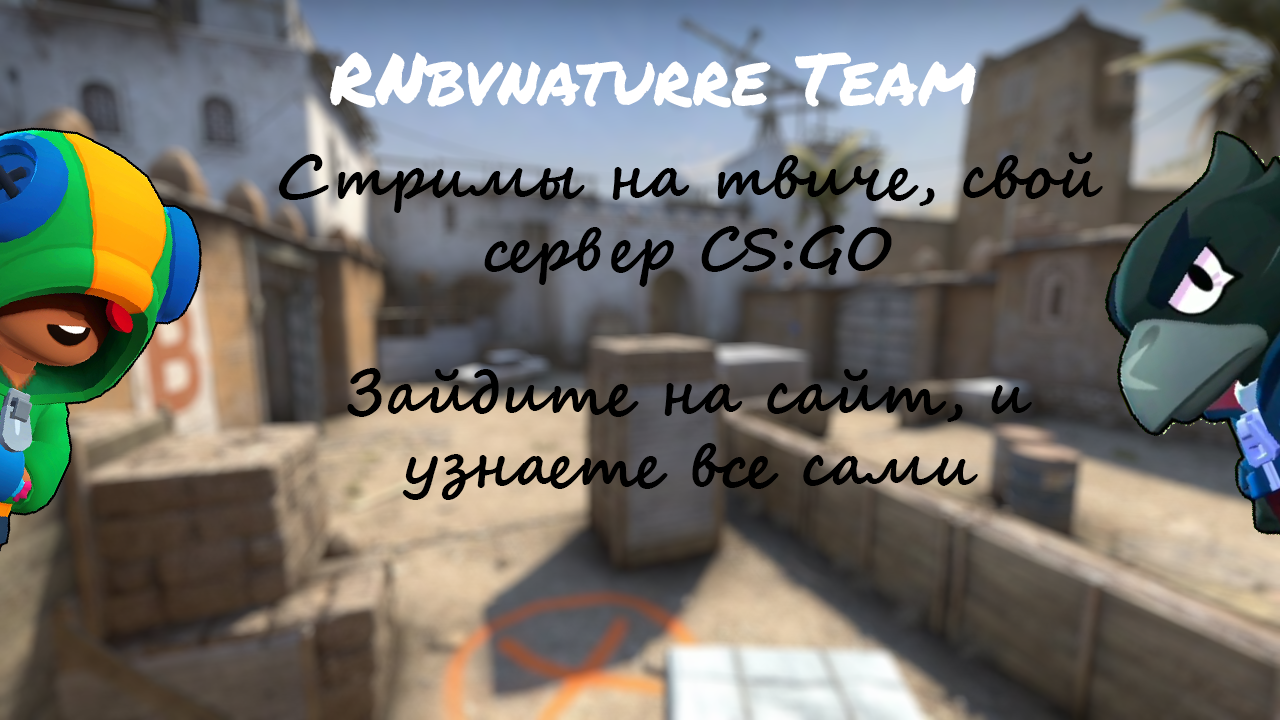 RNBVNATURRE TEAM
Стримы на твиче, свой
сервер CS:GO
Зайдите на сайт, и
узнаете все сами
B